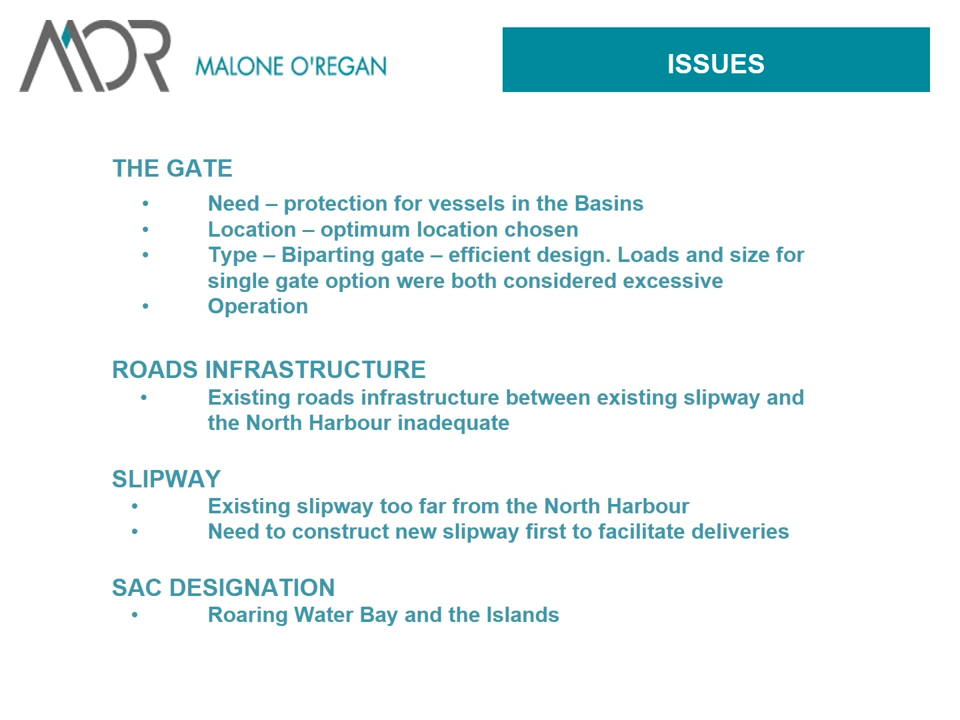 MOR MALONE O'REGAN
ISSUES
THE GATE
• Need – protection for vessels in the Basins
• Location – optimum location chosen
• Type – Biparting gate – efficient design. Loads and size for
single gate option were both considered excessive
• Operation
ROADS INFRASTRUCTURE
• Existing roads infrastructure between existing slipway and
the North Harbour inadequate
SLIPWAY
• Existing slipway too far from the North Harbour
• Need to construct new slipway first to facilitate deliveries
SAC DESIGNATION
• Roaring Water Bay and the Islands